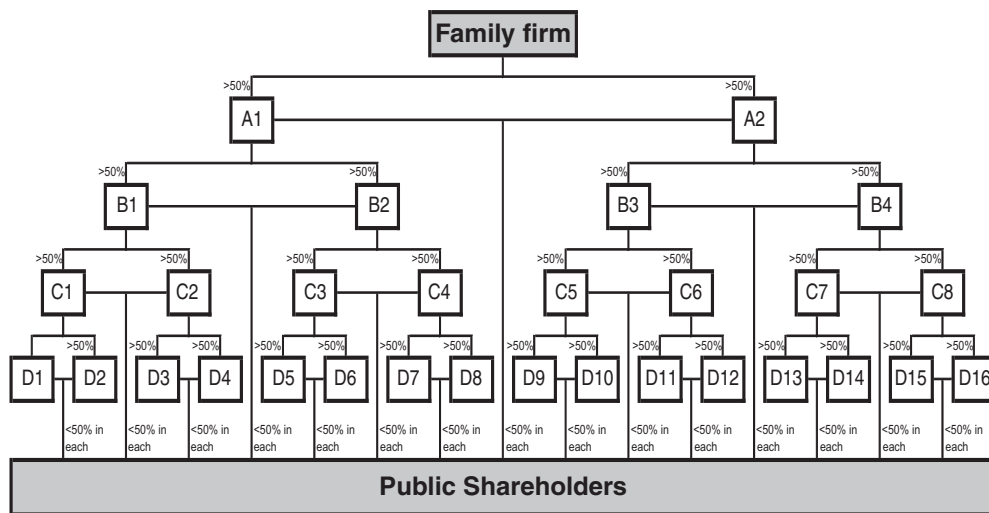 Family firm
>50% >50%
A1 A2
>50% >50% >50% >50%
B1 B2 B3 B4
>50% >50% >50% >50% >50% >50% >50% >50%
C1 C2 C3 C4 C5 C6 C7 C8
>50% >50% >50% >50% >50% >50% >50% >50% >50% >50% >50% >50% >50% >50% >50%
D1 D2 D3 D4 D5 D6 D7 D8 D9 D10 D11 D12 D13 D14 D15 D16
<50% in <50% in <50% in <50% in <50% in <50% in <50% in <50% in <50% in <50% in <50% in <50% in <50% in <50% in <50% in
each each each each each each each each each each each each each each each
Public Shareholders